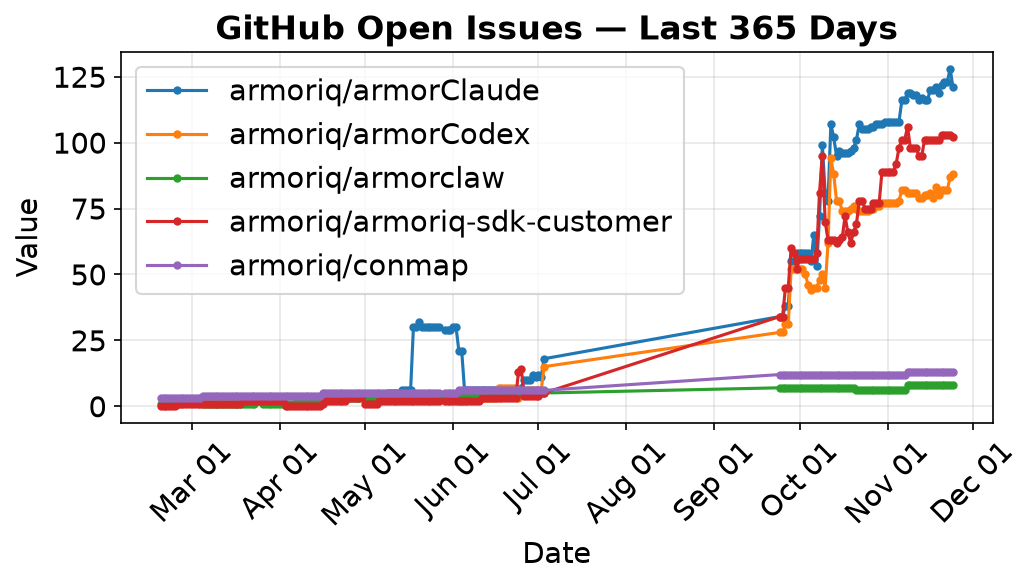 GitHub Open Issues — Last 365 Days
armoriq/armorClaude
armoriq/armorCodex
armoriq/armorclaw
armoriq/armoriq-sdk-customer
armoriq/conmap
Value
125
100
75
50
25
0
Mar 01
Apr 01
May 01
Jun 01
Jul 01
Aug 01
Sep 01
Oct 01
Nov 01
Dec 01
Date